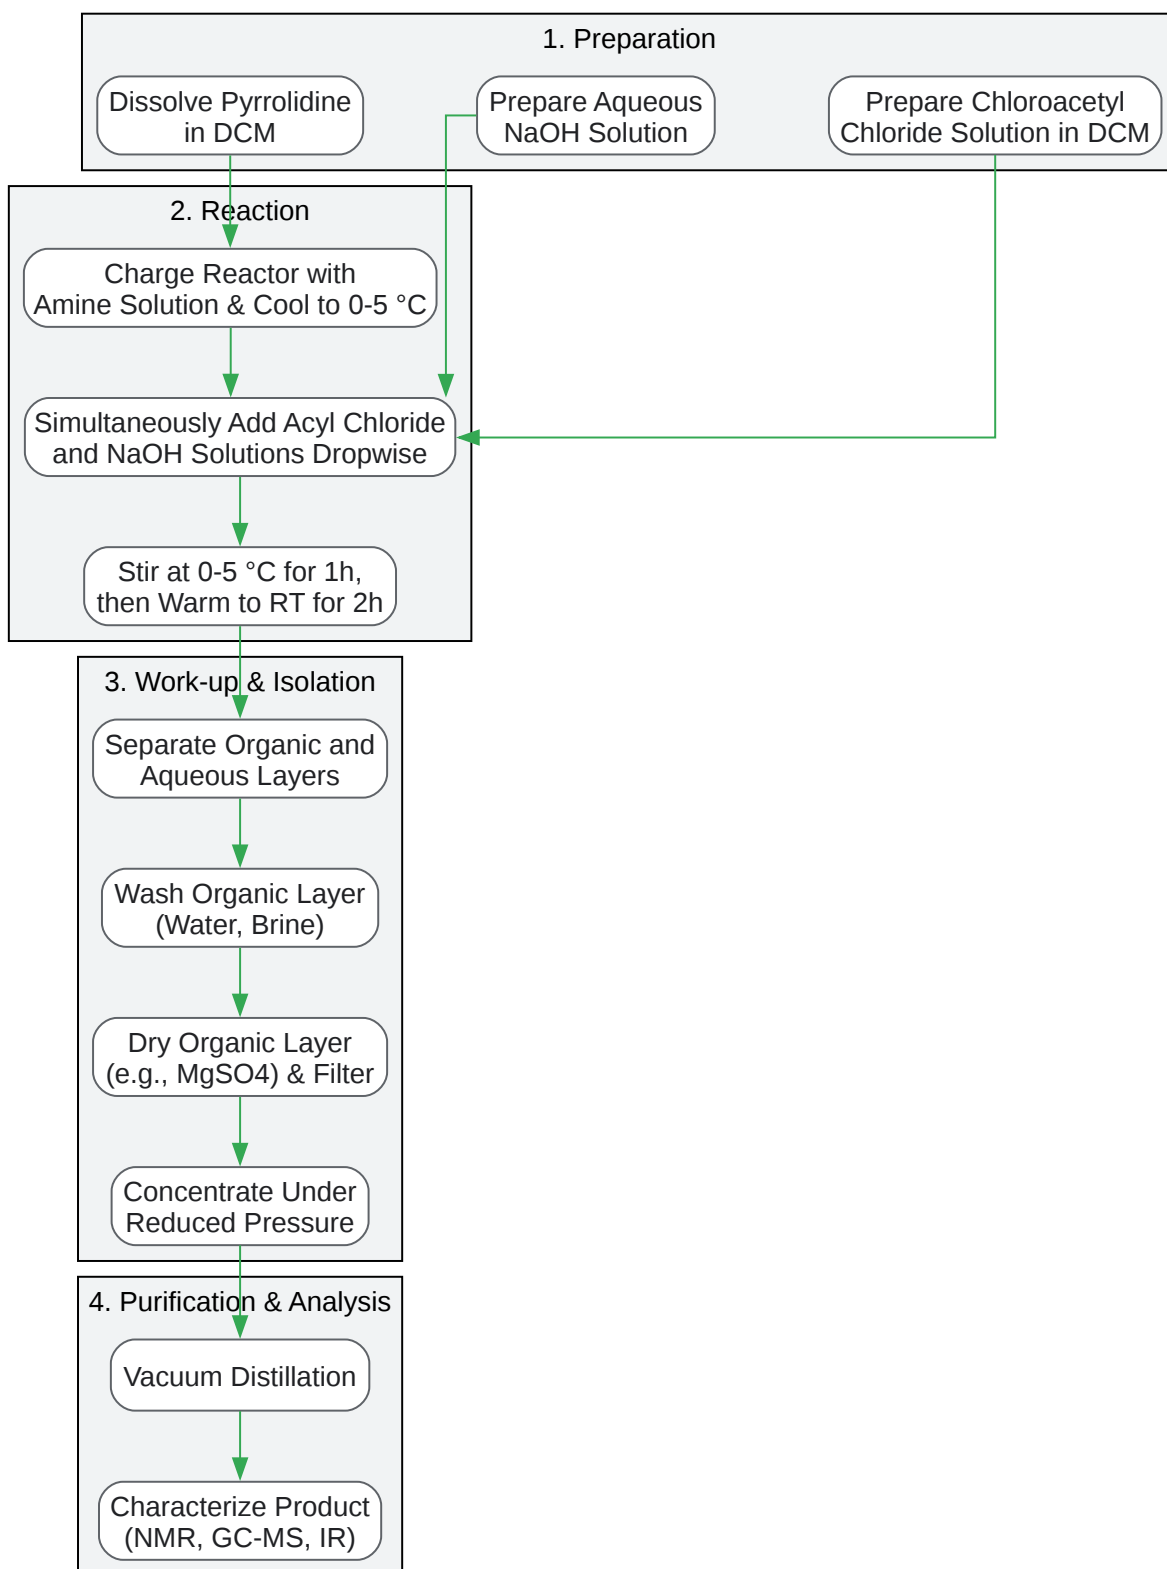 1. Preparation
Dissolve Pyrrolidine
in DCM
Prepare Aqueous
NaOH Solution
Prepare Chloroacetyl
Chloride Solution in DCM
2. Reaction
Charge Reactor with
Amine Solution & Cool to 0-5 °C
Simultaneously Add Acyl Chloride
and NaOH Solutions Dropwise
Stir at 0-5 °C for 1h,
then Warm to RT for 2h
3. Work-up & Isolation
Separate Organic and
Aqueous Layers
Wash Organic Layer
(Water, Brine)
Dry Organic Layer
(e.g., MgSO4) & Filter
Concentrate Under
Reduced Pressure
4. Purification & Analysis
Vacuum Distillation
Characterize Product
(NMR, GC-MS, IR)